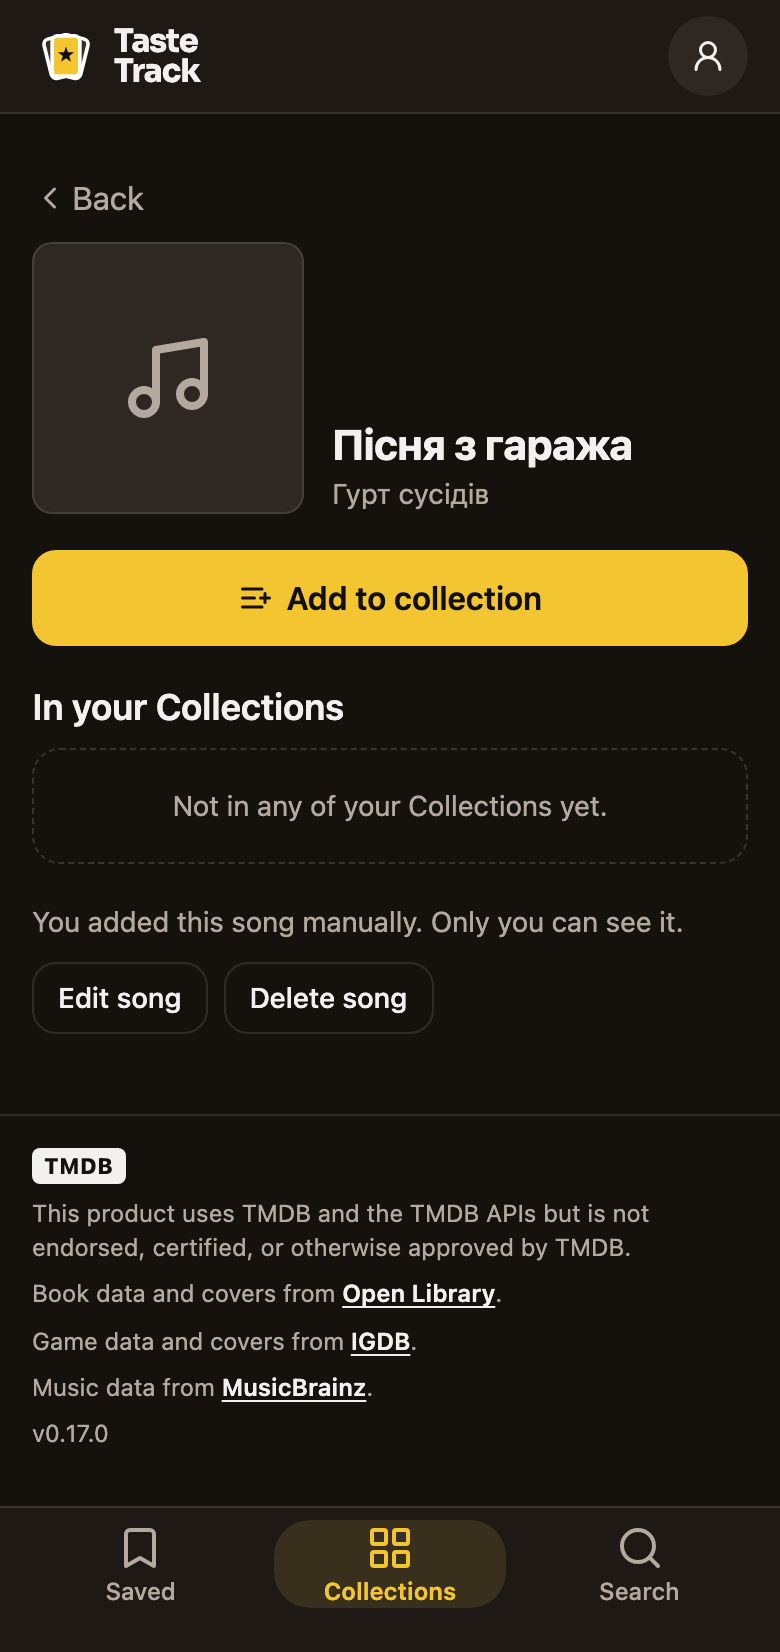 Taste
Track
Back
Пісня з гаража
Гурт сусідів
Add to collection
In your Collections
Not in any of your Collections yet.
You added this song manually. Only you can see it.
Edit song
Delete song
TMDB
This product uses TMDB and the TMDB APIs but is not
endorsed, certified, or otherwise approved by TMDB.
Book data and covers from Open Library.
Game data and covers from IGDB.
Music data from MusicBrainz.
v0.17.0
Saved
Collections
Search